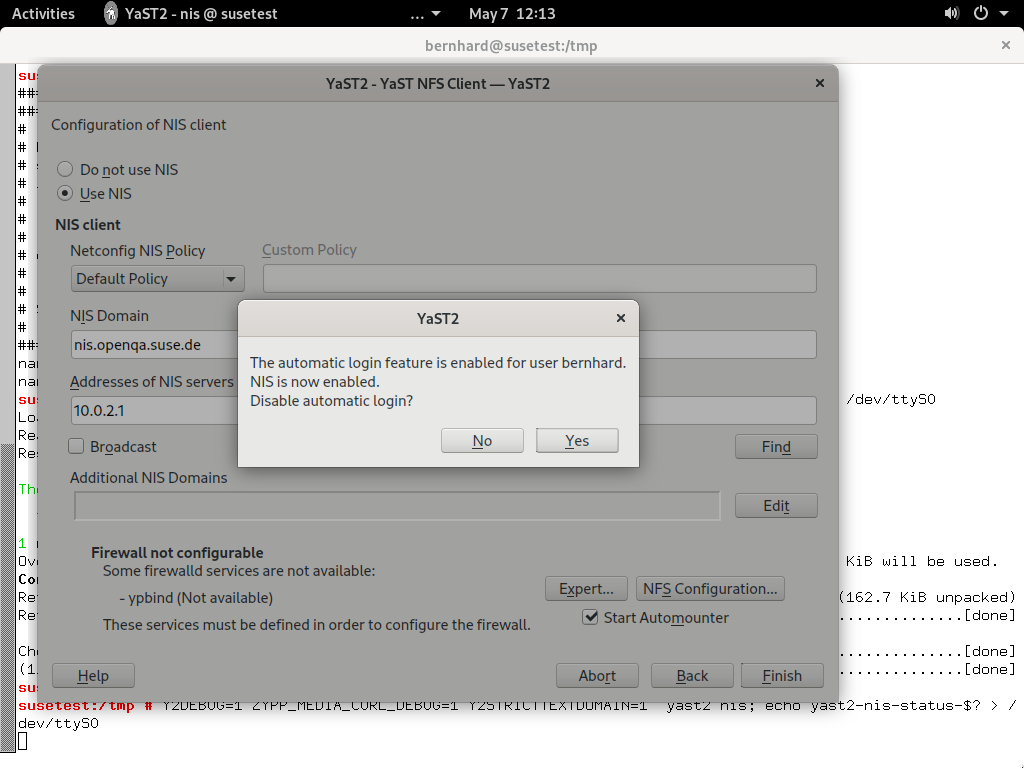 Activities YaST2 - nis @ susetest ... May 7 12:13
bernhard@susetest:/tmp
YaST2 - YaST NFS Client — YaST2
Configuration of NIS client
Do not use NIS
Use NIS
NIS client
Netconfig NIS Policy Custom Policy
Default Policy
NIS Domain
nis.openqa.suse.de
Addresses of NIS servers
10.0.2.1
Broadcast Find
Additional NIS Domains
Edit
YaST2
The automatic login feature is enabled for user bernhard.
NIS is now enabled.
Disable automatic login?
No Yes
Firewall not configurable
Some firewalld services are not available:
- ypbind (Not available)
These services must be defined in order to configure the firewall.
Expert... NFS Configuration...
Start Automounter
Help Abort Back Finish
/dev/ttyS0
KiB will be used.
(162.7 KiB unpacked)
..............[done]
..............[done]
..............[done]
susetest:/tmp # Y2DEBUG=1 ZYPP_MEDIA_CURL_DEBUG=1 Y2STRICTTEXTDOMAIN=1 yast2 nis; echo yast2-nis-status-$? > /
dev/ttyS0